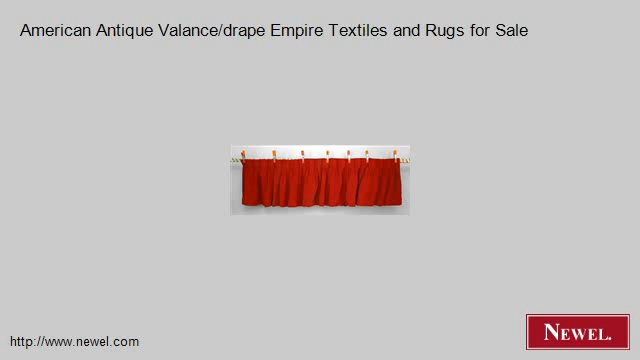 American Antique Valance/drape Empire Textiles and Rugs for Sale
http://www.newel.com
NEWEL.